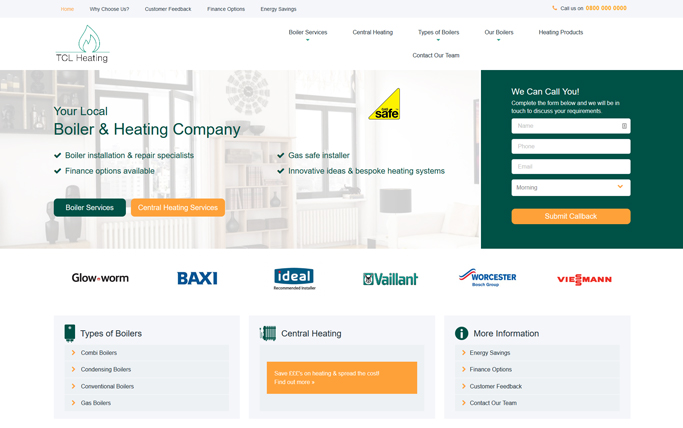 Home Why Choose Us? Customer Feedback Finance Options Energy Savings
Call us on 0800 000 0000
TCL Heating
Boiler Services Central Heating Types of Boilers Our Boilers Heating Products
Contact Our Team
Your Local
Boiler & Heating Company
safe
Boiler installation & repair specialists
Gas safe installer
Finance options available
Innovative ideas & bespoke heating systems
Boiler Services
Central Heating Services
We Can Call You!
Complete the form below and we will be in
touch to discuss your requirements.
Name
Phone
Email
Morning
Submit Callback
Glow-worm
BAXI
ideal
Recommended Installer
Vaillant
WORCESTER
Bosch Group
VIESSMANN
Types of Boilers
Combi Boilers
Condensing Boilers
Conventional Boilers
Gas Boilers
Central Heating
Save £££'s on heating & spread the cost!
Find out more »
More Information
Energy Savings
Finance Options
Customer Feedback
Contact Our Team